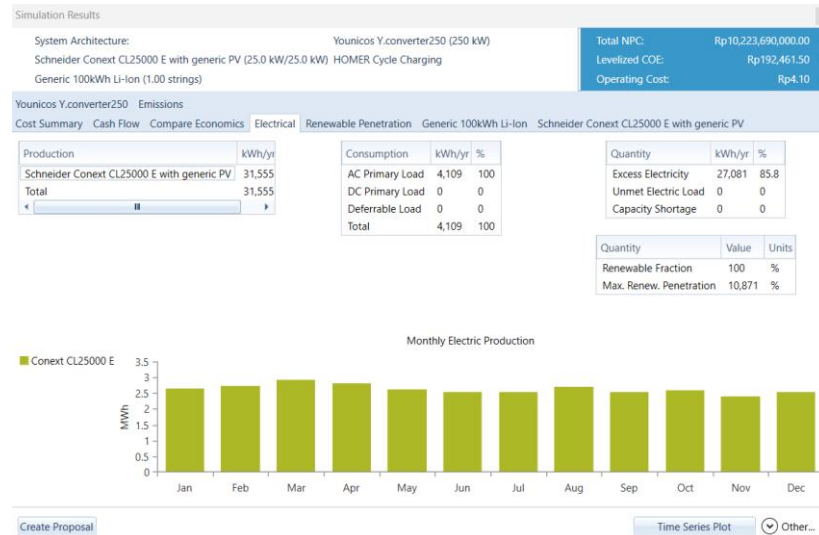 Simulation Results
System Architecture:
Schneider Conext CL25000 E with generic PV (25.0 kW/25.0 kW)
Generic 100kWh Li-Ion (1.00 strings)
Younicos Y.converter250 (250 kW)
HOMER Cycle Charging
Total NPC: Rp10,223,690,000.00
Levelized COE: Rp192,461.50
Operating Cost: Rp4.10
Younicos Y.converter250 Emissions
Cost Summary Cash Flow Compare Economics Electrical Renewable Penetration Generic 100kWh Li-Ion Schneider Conext CL25000 E with generic PV
Production kWh/yr
Schneider Conext CL25000 E with generic PV 31,555
Total 31,555
Consumption kWh/yr %
AC Primary Load 4,109 100
DC Primary Load 0 0
Deferrable Load 0 0
Total 4,109 100
Quantity kWh/yr %
Excess Electricity 27,081 85.8
Unmet Electric Load 0 0
Capacity Shortage 0 0
Quantity Value Units
Renewable Fraction 100 %
Max. Renew. Penetration 10,871 %
Monthly Electric Production
Conext CL25000 E
MWh
3.5
3
2.5
2
1.5
1
0.5
0
Jan Feb Mar Apr May Jun Jul Aug Sep Oct Nov Dec
Create Proposal
Time Series Plot
Other...